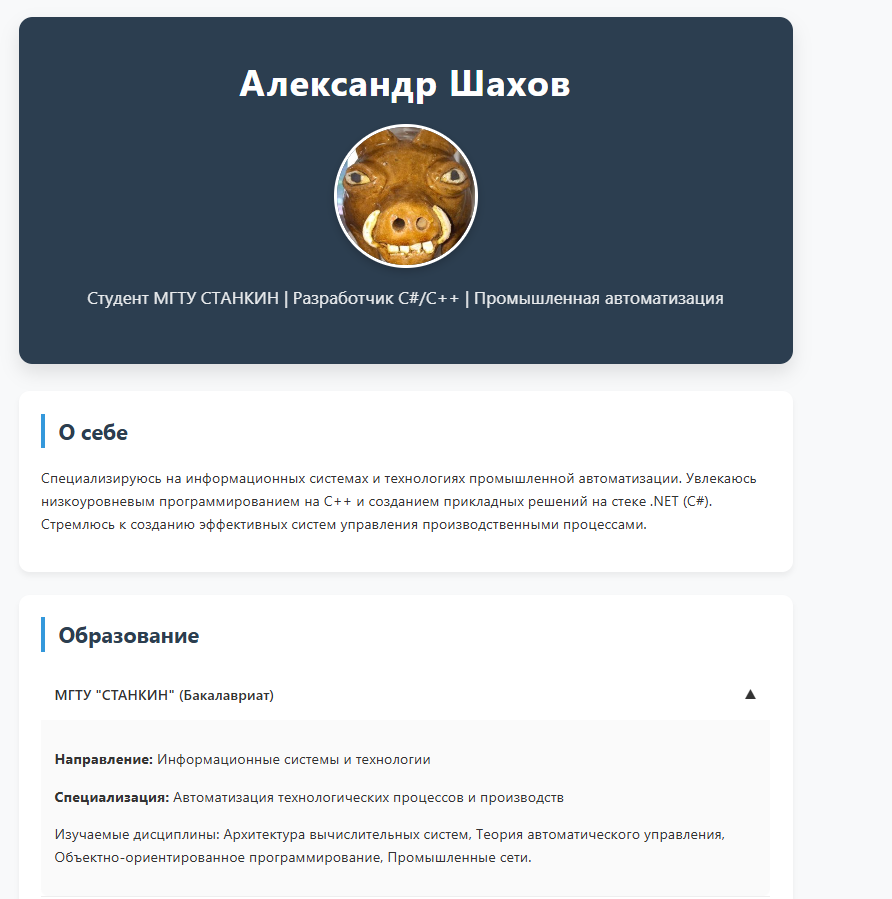 Александр Шахов
Студент МГТУ СТАНКИН | Разработчик C#/C++ | Промышленная автоматизация
О себе
Специализируюсь на информационных системах и технологиях промышленной автоматизации. Увлекаюсь
низкоуровневым программированием на C++ и созданием прикладных решений на стеке .NET (C#).
Стремлюсь к созданию эффективных систем управления производственными процессами.
Образование
МГТУ "СТАНКИН" (Бакалавриат) ▲
Направление: Информационные системы и технологии
Специализация: Автоматизация технологических процессов и производств
Изучаемые дисциплины: Архитектура вычислительных систем, Теория автоматического управления,
Объектно-ориентированное программирование, Промышленные сети.